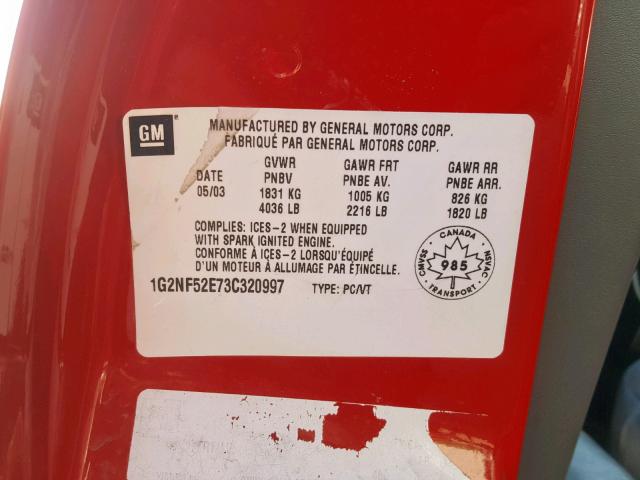 GM
MANUFACTURED BY GENERAL MOTORS CORP.
FABRIQUÉ PAR GENERAL MOTORS CORP.
GVWR GAWR FRT GAWR RR
DATE PNBV PNBE AV. PNBE ARR.
05/03 1831 KG 1005 KG 826 KG
4036 LB 2216 LB 1820 LB
COMPLIES: ICES-2 WHEN EQUIPPED
WITH SPARK IGNITED ENGINE.
CONFORME À ICES-2 LORSQU'ÉQUIPÉ
D'UN MOTEUR À ALLUMAGE PAR ÉTINCELLE.
CANADA
CMVSS 985 NSVAC
TRANSPORT
1G2NF52E73C320997 TYPE: PC/VT